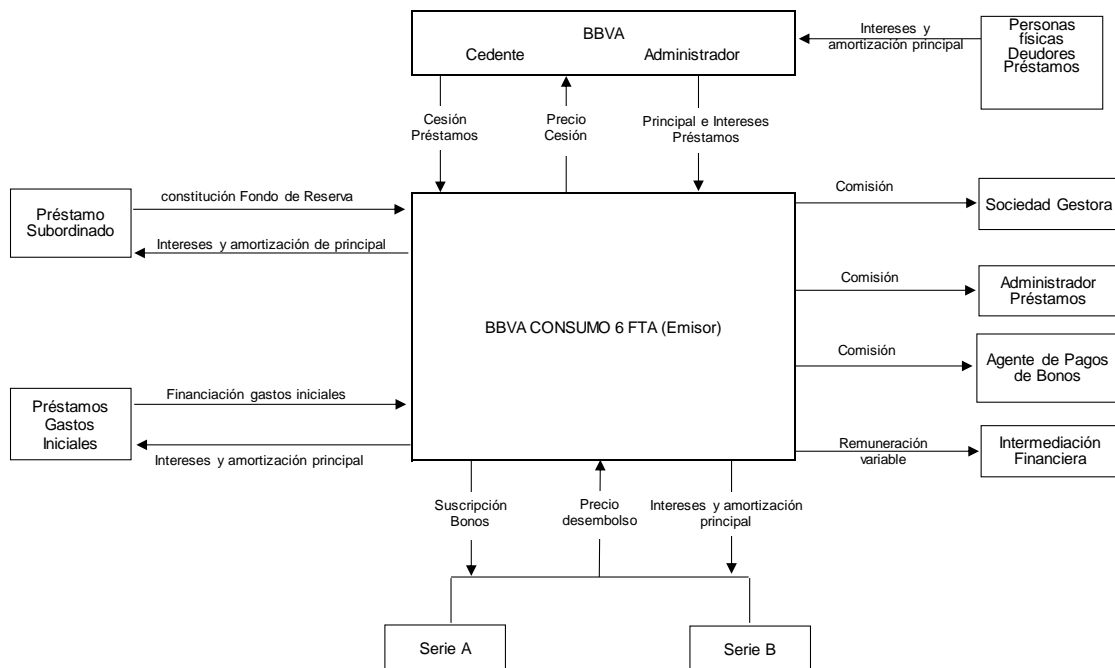 BBVA
Cedente
Administrador
Intereses y
amortización principal
Personas
físicas
Deudores
Préstamos
Cesión
Préstamos
Precio
Cesión
Principal e Intereses
Préstamos
constitución Fondo de Reserva
Préstamo
Subordinado
Intereses y amortización de principal
Comisión
Sociedad Gestora
Comisión
Administrador
Préstamos
BBVA CONSUMO 6 FTA (Emisor)
Comisión
Agente de Pagos
de Bonos
Financiación gastos iniciales
Préstamos
Gastos
Iniciales
Intereses y amortización principal
Remuneración
variable
Intermediación
Financiera
Suscripción
Bonos
Precio
desembolso
Intereses y amortización
principal
Serie A
Serie B